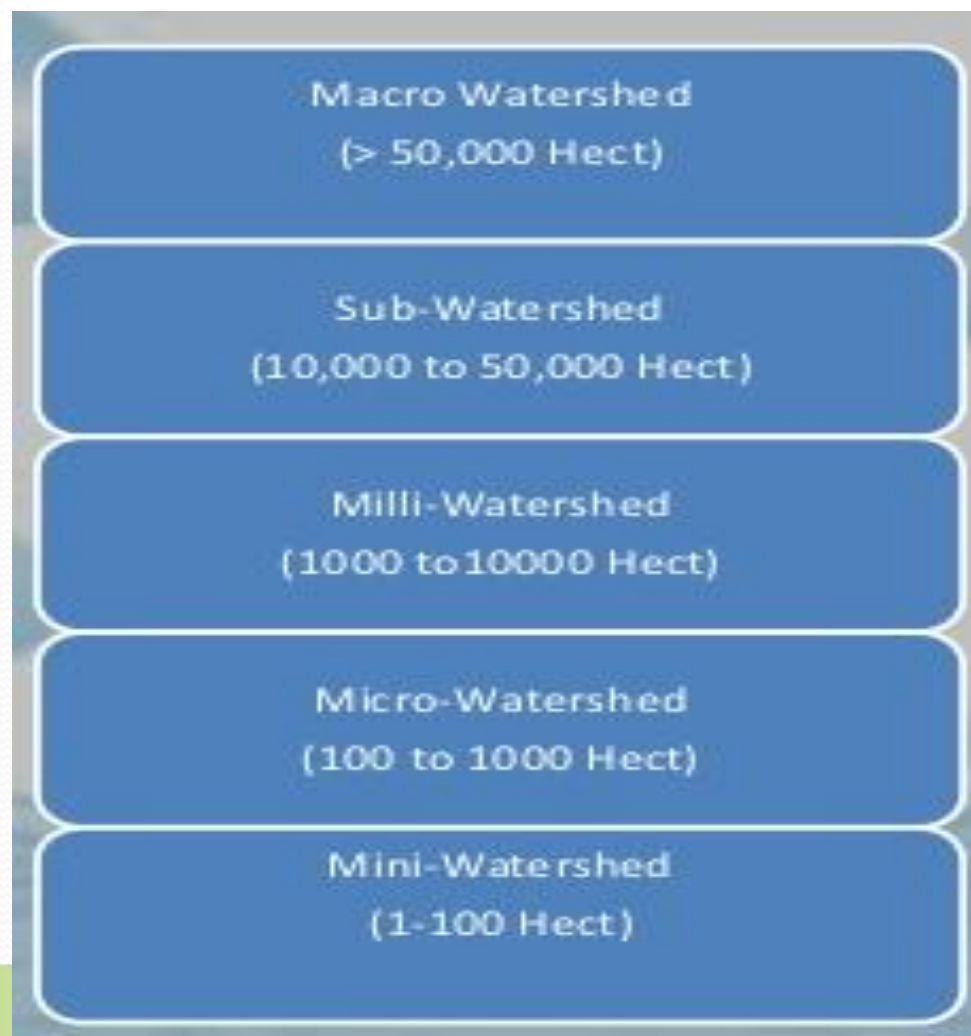 Macro Watershed
(> 50,000 Hect)
Sub-Watershed
(10,000 to 50,000 Hect)
Milli-Watershed
(1000 to10000 Hect)
Micro-Watershed
(100 to 1000 Hect)
Mini-Watershed
(1-100 Hect)